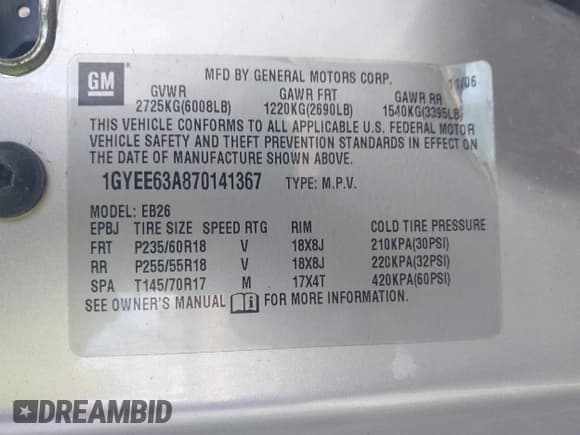 GM
MFD BY GENERAL MOTORS CORP. 11/06
GVWR GAWR FRT GAWR RR
2725KG(6008LB) 1220KG(2690LB) 1540KG(3395LB)
THIS VEHICLE CONFORMS TO ALL APPLICABLE U.S. FEDERAL MOTOR
VEHICLE SAFETY AND THEFT PREVENTION STANDARDS IN EFFECT ON
THE DATE OF MANUFACTURE SHOWN ABOVE.
1GYEE63A870141367 TYPE: M.P.V.
MODEL: EB26
EPBJ TIRE SIZE SPEED RTG RIM COLD TIRE PRESSURE
FRT P235/60R18 V 18X8J 210KPA(30PSI)
RR P255/55R18 V 18X8J 220KPA(32PSI)
SPA T145/70R17 M 17X4T 420KPA(60PSI)
SEE OWNER'S MANUAL FOR MORE INFORMATION.
DREAMBID